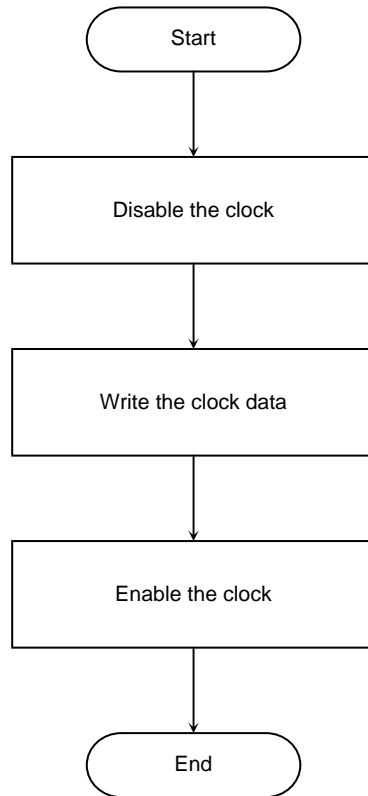 Start
Disable the clock
Write the clock data
Enable the clock
End